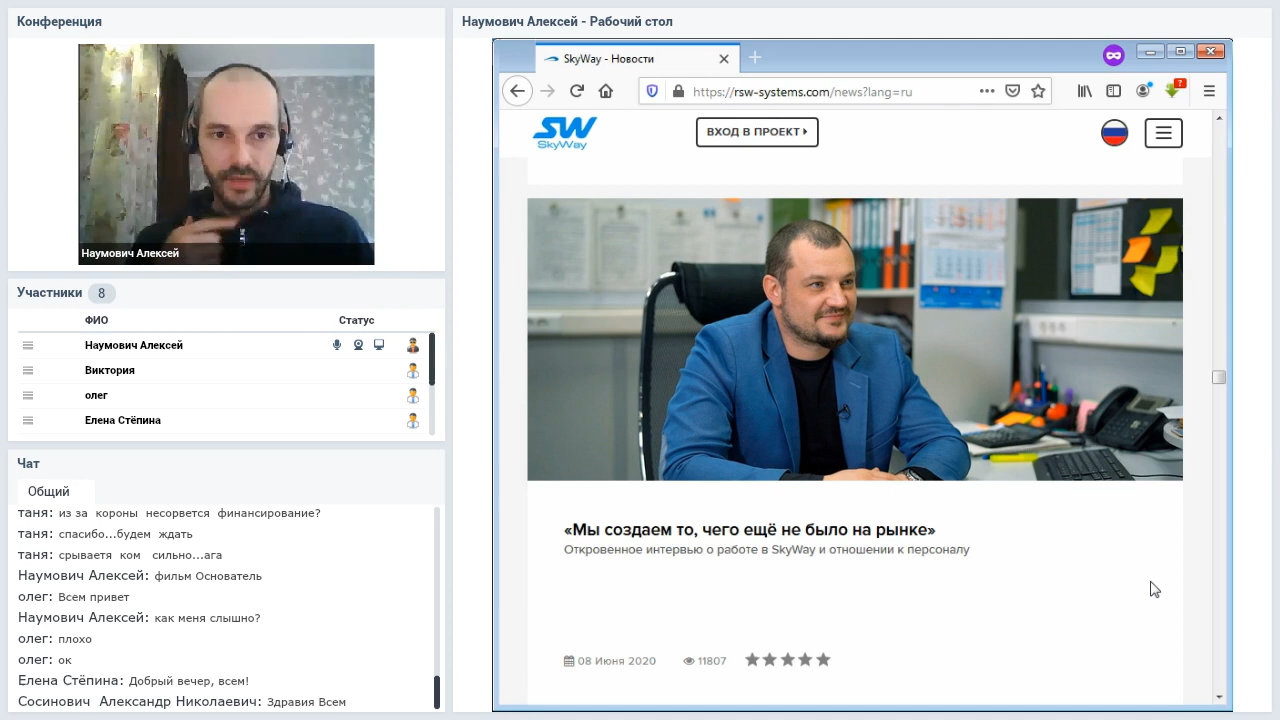 Конференция
Наумович Алексей
Участники 8
ФИО Статус
Наумович Алексей
Виктория
олег
Елена Стёпина
Чат
Общий
таня: из за короны несорвется финансирование?
таня: спасибо...будем ждать
таня: срываетя ком сильно...ага
Наумович Алексей: фильм Основатель
олег: Всем привет
Наумович Алексей: как меня слышно?
олег: плохо
олег: ок
Елена Стёпина: Добрый вечер, всем!
Сосинович Александр Николаевич: Здравия Всем
Наумович Алексей - Рабочий стол
SkyWay - Новости
https://rsw-systems.com/news?lang=ru
SW
SkyWay
ВХОД В ПРОЕКТ
«Мы создаем то, чего ещё не было на рынке»
Откровенное интервью о работе в SkyWay и отношении к персоналу
08 Июня 2020 11807